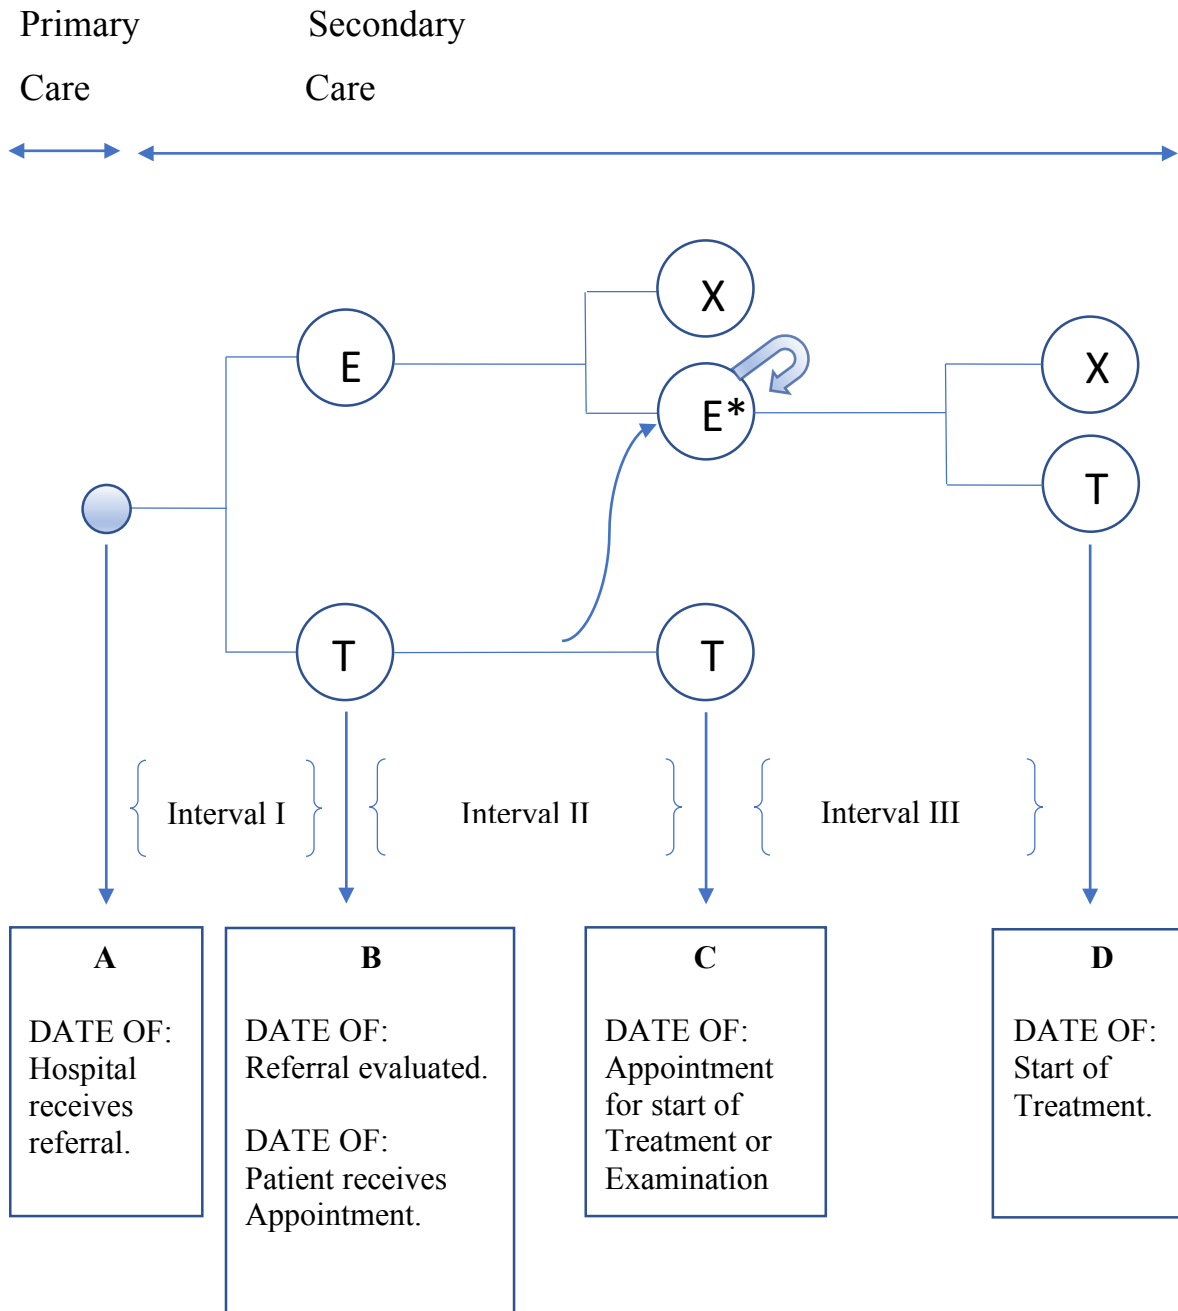 Primary
Care
Secondary
Care
X
E
E*
X
T
T
T
Interval I
Interval II
Interval III
A
DATE OF:
Hospital
receives
referral.
B
DATE OF:
Referral evaluated.
DATE OF:
Patient receives
Appointment.
C
DATE OF:
Appointment
for start of
Treatment or
Examination
D
DATE OF:
Start of
Treatment.